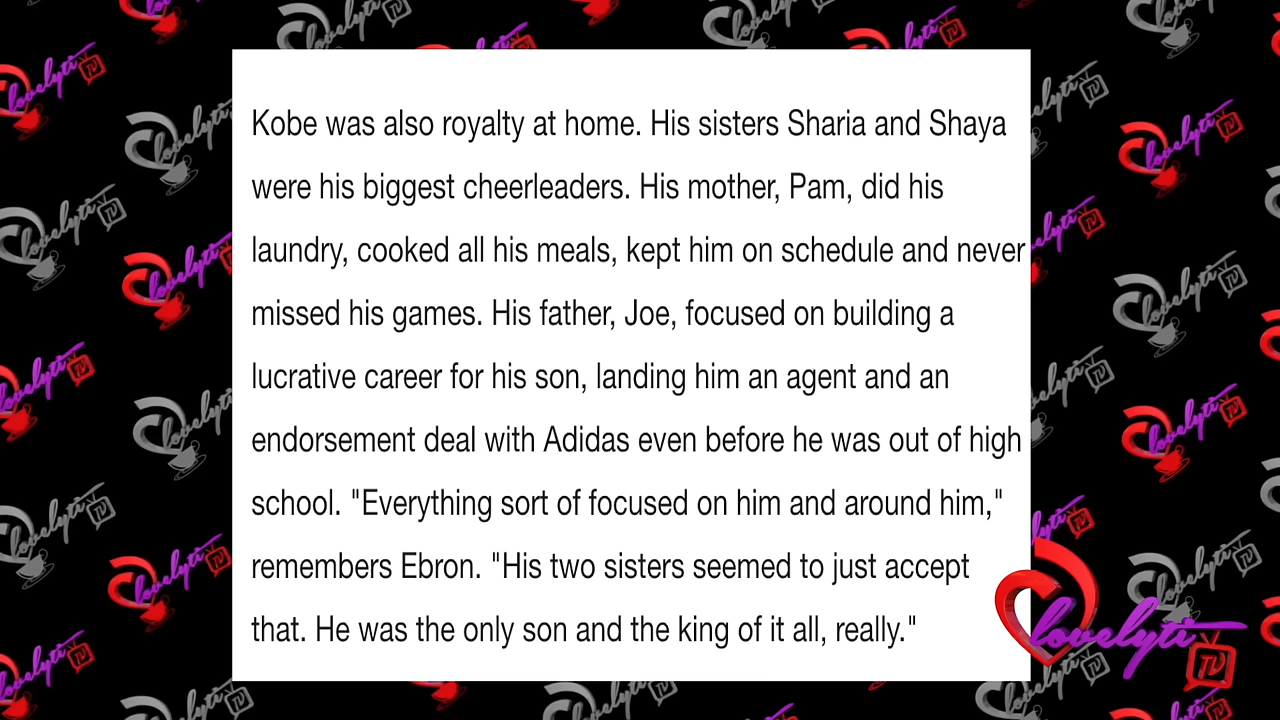 Kobe was also royalty at home. His sisters Sharia and Shaya
were his biggest cheerleaders. His mother, Pam, did his
laundry, cooked all his meals, kept him on schedule and never
missed his games. His father, Joe, focused on building a
lucrative career for his son, landing him an agent and an
endorsement deal with Adidas even before he was out of high
school. "Everything sort of focused on him and around him,"
remembers Ebron. "His two sisters seemed to just accept
that. He was the only son and the king of it all, really."
lovelyti
TV